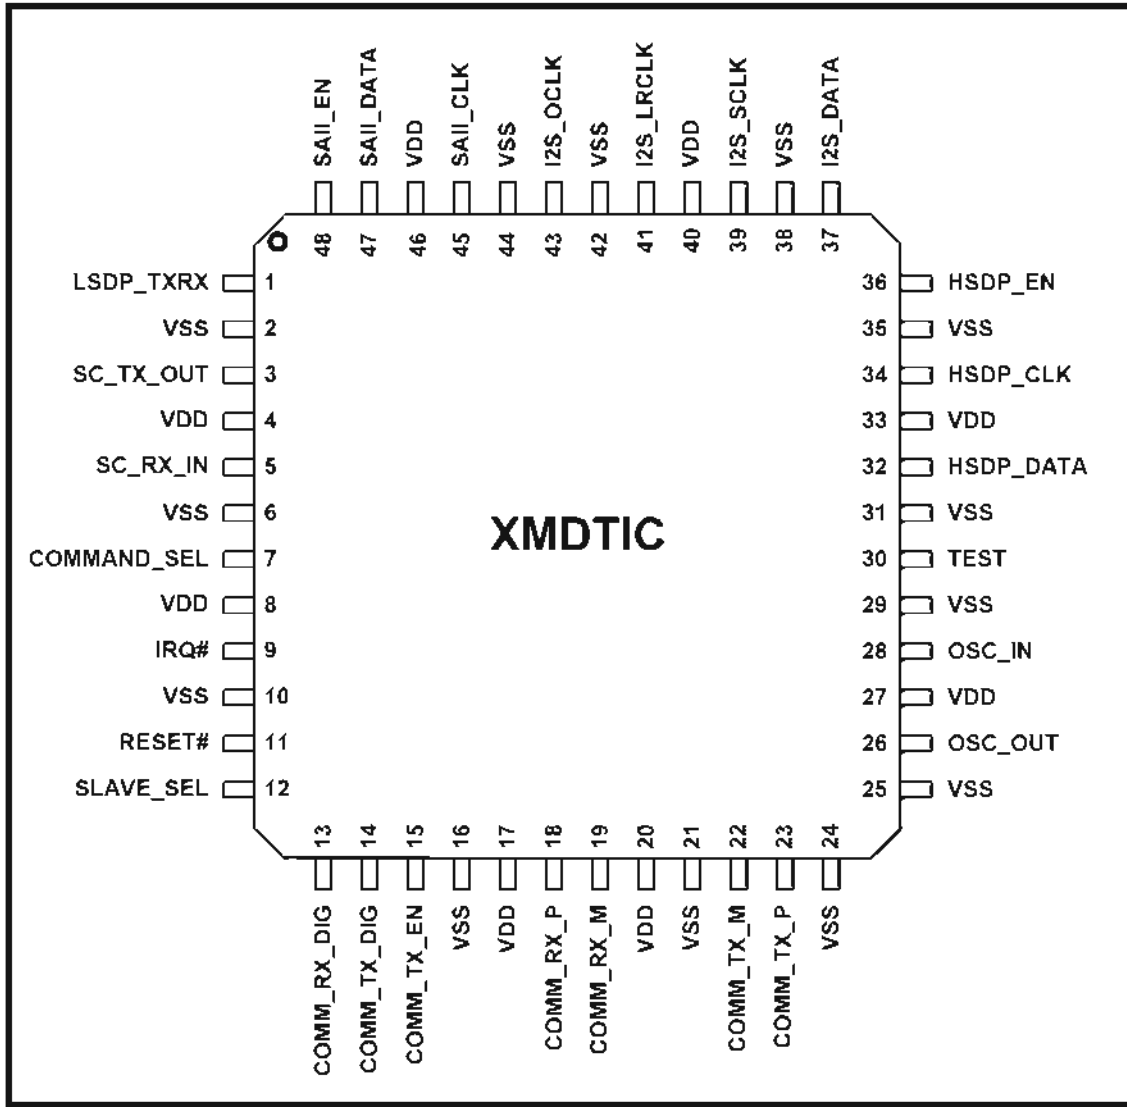 SAII_EN
SAII_DATA
VDD
SAII_CLK
VSS
I2S_OCLK
VSS
I2S_LRCLK
VDD
I2S_SCLK
VSS
I2S_DATA
48 47 46 45 44 43 42 41 40 39 38 37
LSDP_TXRX 1
VSS 2
SC_TX_OUT 3
VDD 4
SC_RX_IN 5
VSS 6
COMMAND_SEL 7
VDD 8
IRQ# 9
VSS 10
RESET# 11
SLAVE_SEL 12
XMDTIC
36 HSDP_EN
35 VSS
34 HSDP_CLK
33 VDD
32 HSDP_DATA
31 VSS
30 TEST
29 VSS
28 OSC_IN
27 VDD
26 OSC_OUT
25 VSS
13 14 15 16 17 18 19 20 21 22 23 24
COMM_RX_DIG
COMM_TX_DIG
COMM_TX_EN
VSS
VDD
COMM_RX_P
COMM_RX_M
VDD
VSS
COMM_TX_M
COMM_TX_P
VSS